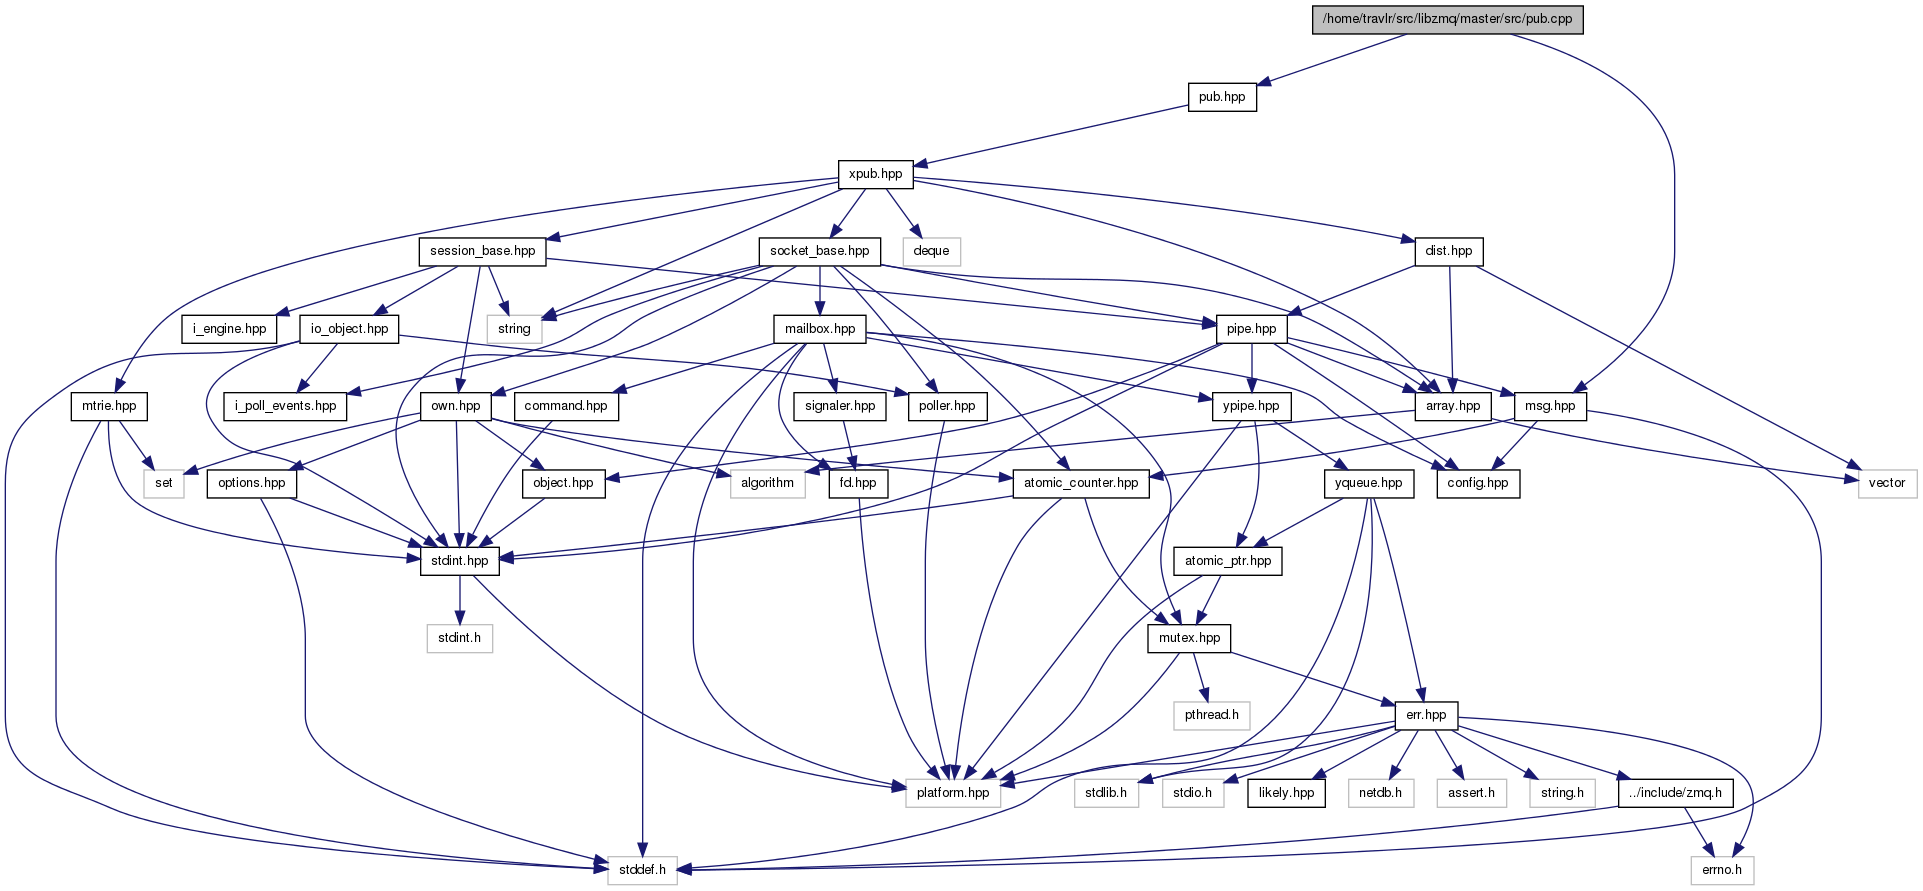 /home/travlr/src/libzmq/master/src/pub.cpp
pub.hpp
xpub.hpp
session_base.hpp
socket_base.hpp
deque
dist.hpp
i_engine.hpp
io_object.hpp
string
mailbox.hpp
pipe.hpp
mtrie.hpp
i_poll_events.hpp
own.hpp
command.hpp
signaler.hpp
poller.hpp
ypipe.hpp
array.hpp
msg.hpp
set
options.hpp
object.hpp
algorithm
fd.hpp
atomic_counter.hpp
yqueue.hpp
config.hpp
vector
stdint.hpp
atomic_ptr.hpp
stdint.h
mutex.hpp
pthread.h
err.hpp
platform.hpp
stdlib.h
stdio.h
likely.hpp
netdb.h
assert.h
string.h
../include/zmq.h
stddef.h
errno.h